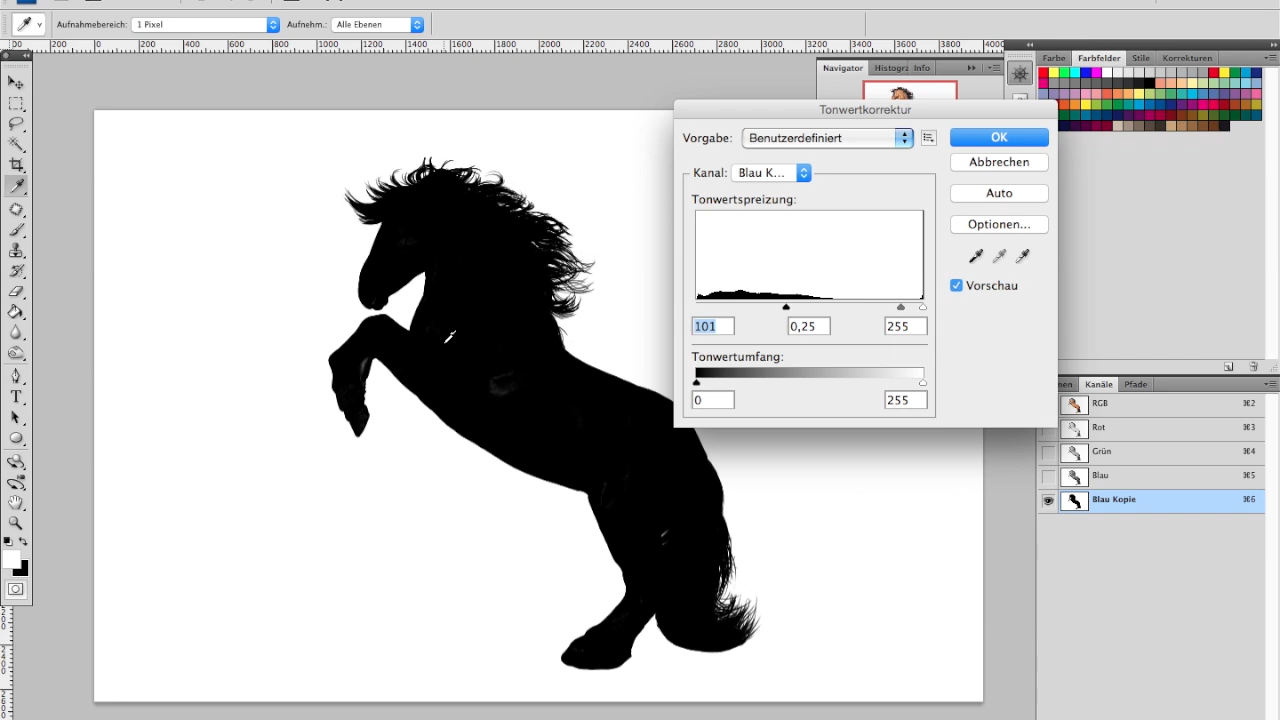 Aufnahmebereich: 1 Pixel Aufnehm.: Alle Ebenen
200 0 200 400 600 800 1000 1200 1400 1600 1800 2000 2200 2400 2600 2800 3000 3200 3400 3600 3800 4000
Navigator Histogra Info
Farbe Farbfelder Stile Korrekturen
Tonwertkorrektur
Vorgabe: Benutzerdefiniert
OK
Abbrechen
Kanal: Blau K...
Auto
Tonwertspreizung:
Optionen...
Vorschau
101 0,25 255
Tonwertumfang:
0 255
Kanäle Pfade
RGB ⌘2
Rot ⌘3
Grün ⌘4
Blau ⌘5
Blau Kopie ⌘6